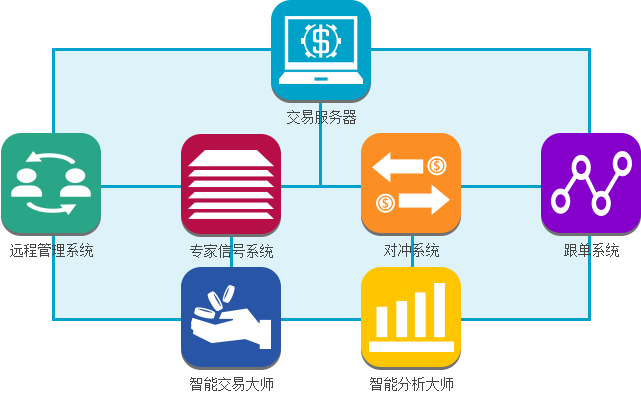 交易服务器
远程管理系统
专家信号系统
对冲系统
跟单系统
智能交易大师
智能分析大师